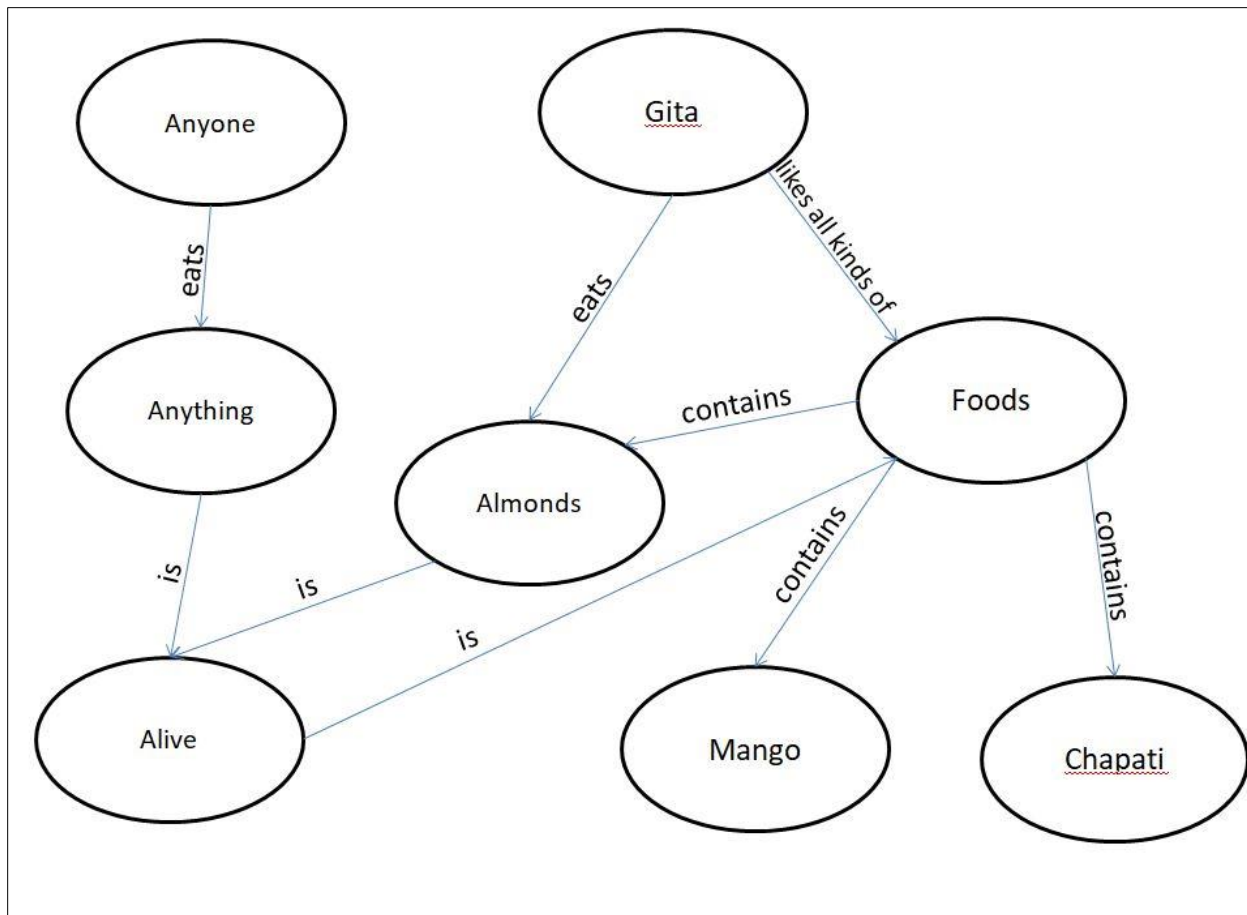 Anyone
Gita
likes all kinds of
eats
eats
Anything
Foods
contains
Almonds
contains
contains
is
is
is
Alive
Mango
Chapati